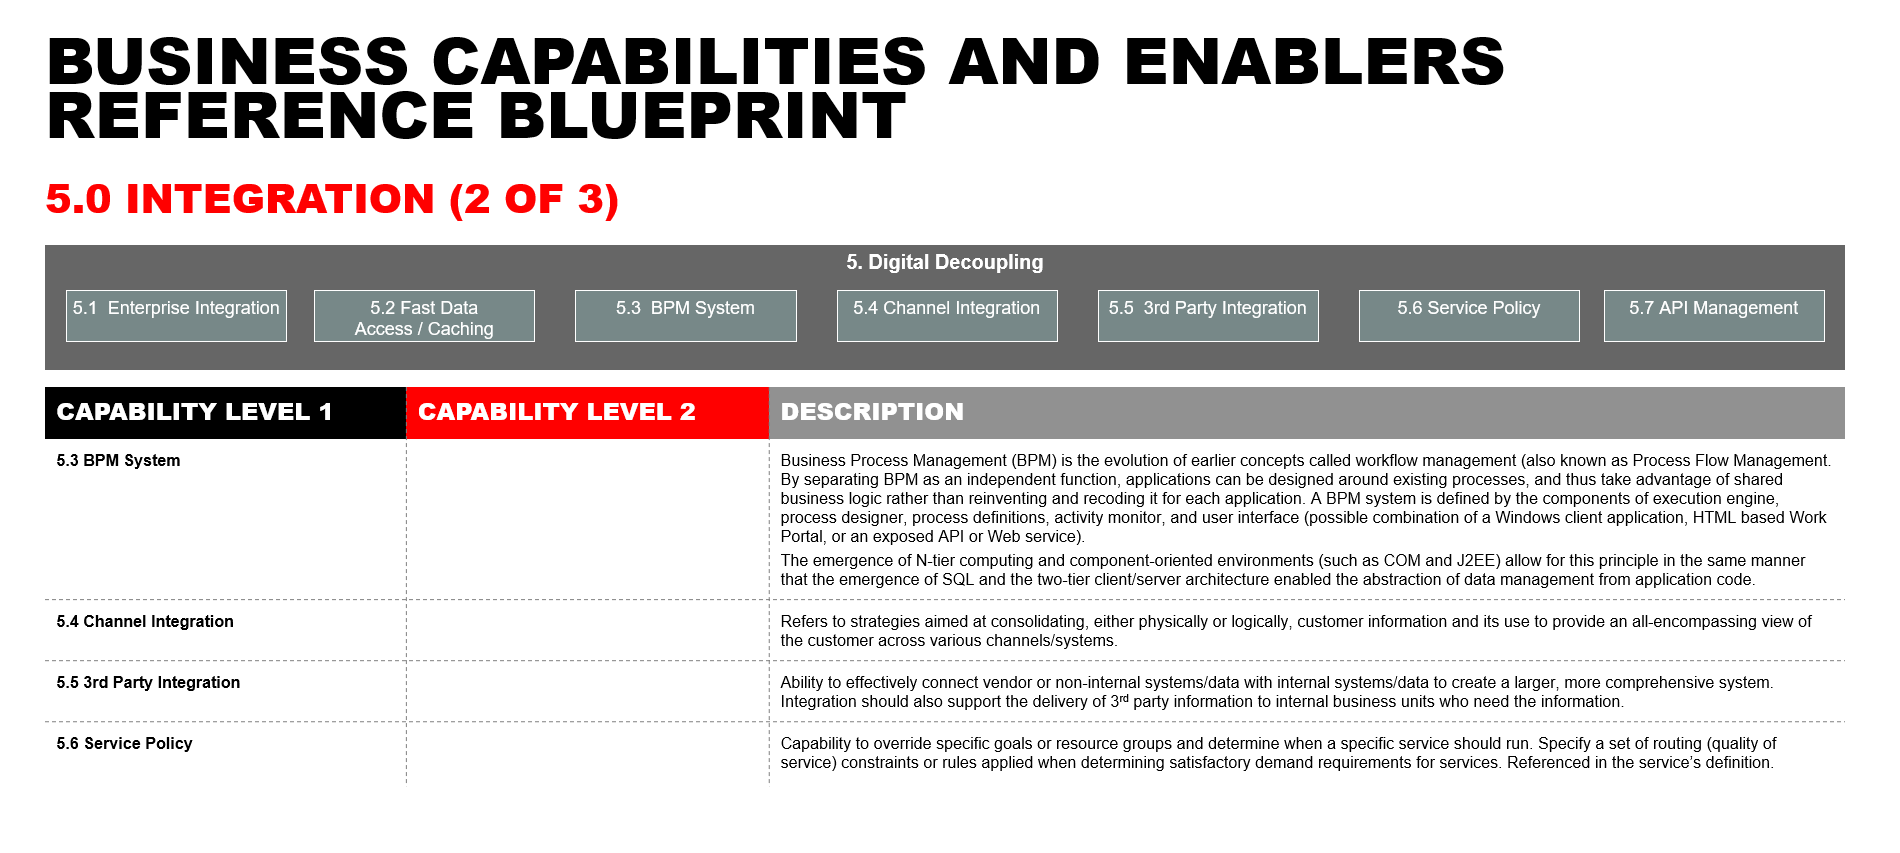 BUSINESS CAPABILITIES AND ENABLERS
REFERENCE BLUEPRINT
5.0 INTEGRATION (2 OF 3)
5. Digital Decoupling
5.1  Enterprise Integration
5.2 Fast Data
Access / Caching
5.3  BPM System
5.4 Channel Integration
5.5  3rd Party Integration
5.6 Service Policy
5.7 API Management
CAPABILITY LEVEL 1
CAPABILITY LEVEL 2
DESCRIPTION
5.3 BPM System
Business Process Management (BPM) is the evolution of earlier concepts called workflow management (also known as Process Flow Management.
By separating BPM as an independent function, applications can be designed around existing processes, and thus take advantage of shared
business logic rather than reinventing and recoding it for each application. A BPM system is defined by the components of execution engine,
process designer, process definitions, activity monitor, and user interface (possible combination of a Windows client application, HTML based Work
Portal, or an exposed API or Web service).
The emergence of N-tier computing and component-oriented environments (such as COM and J2EE) allow for this principle in the same manner
that the emergence of SQL and the two-tier client/server architecture enabled the abstraction of data management from application code.
5.4 Channel Integration
Refers to strategies aimed at consolidating, either physically or logically, customer information and its use to provide an all-encompassing view of
the customer across various channels/systems.
5.5 3rd Party Integration
Ability to effectively connect vendor or non-internal systems/data with internal systems/data to create a larger, more comprehensive system.
Integration should also support the delivery of 3rd party information to internal business units who need the information.
5.6 Service Policy
Capability to override specific goals or resource groups and determine when a specific service should run. Specify a set of routing (quality of
service) constraints or rules applied when determining satisfactory demand requirements for services. Referenced in the service’s definition.